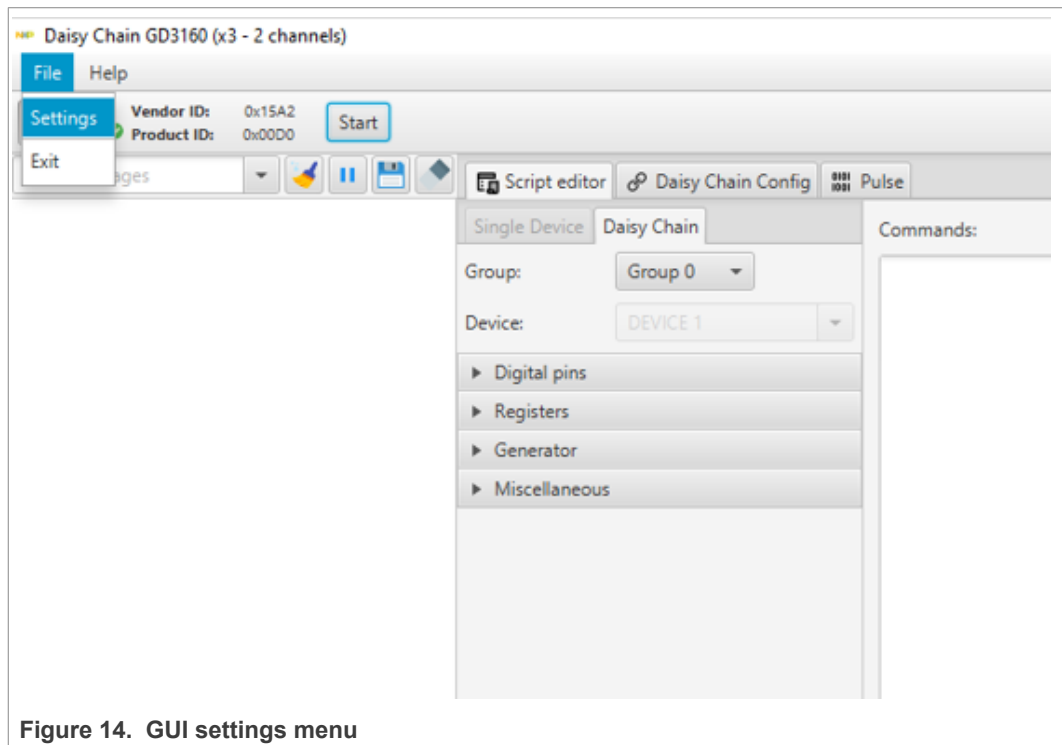 NXP Daisy Chain GD3160 (x3 - 2 channels)
File Help
Settings
Exit
Vendor ID: 0x15A2
Product ID: 0x00D0
Start
Script editor Daisy Chain Config Pulse
Single Device Daisy Chain
Commands:
Group: Group 0
Device: DEVICE 1
Digital pins
Registers
Generator
Miscellaneous
Figure 14. GUI settings menu